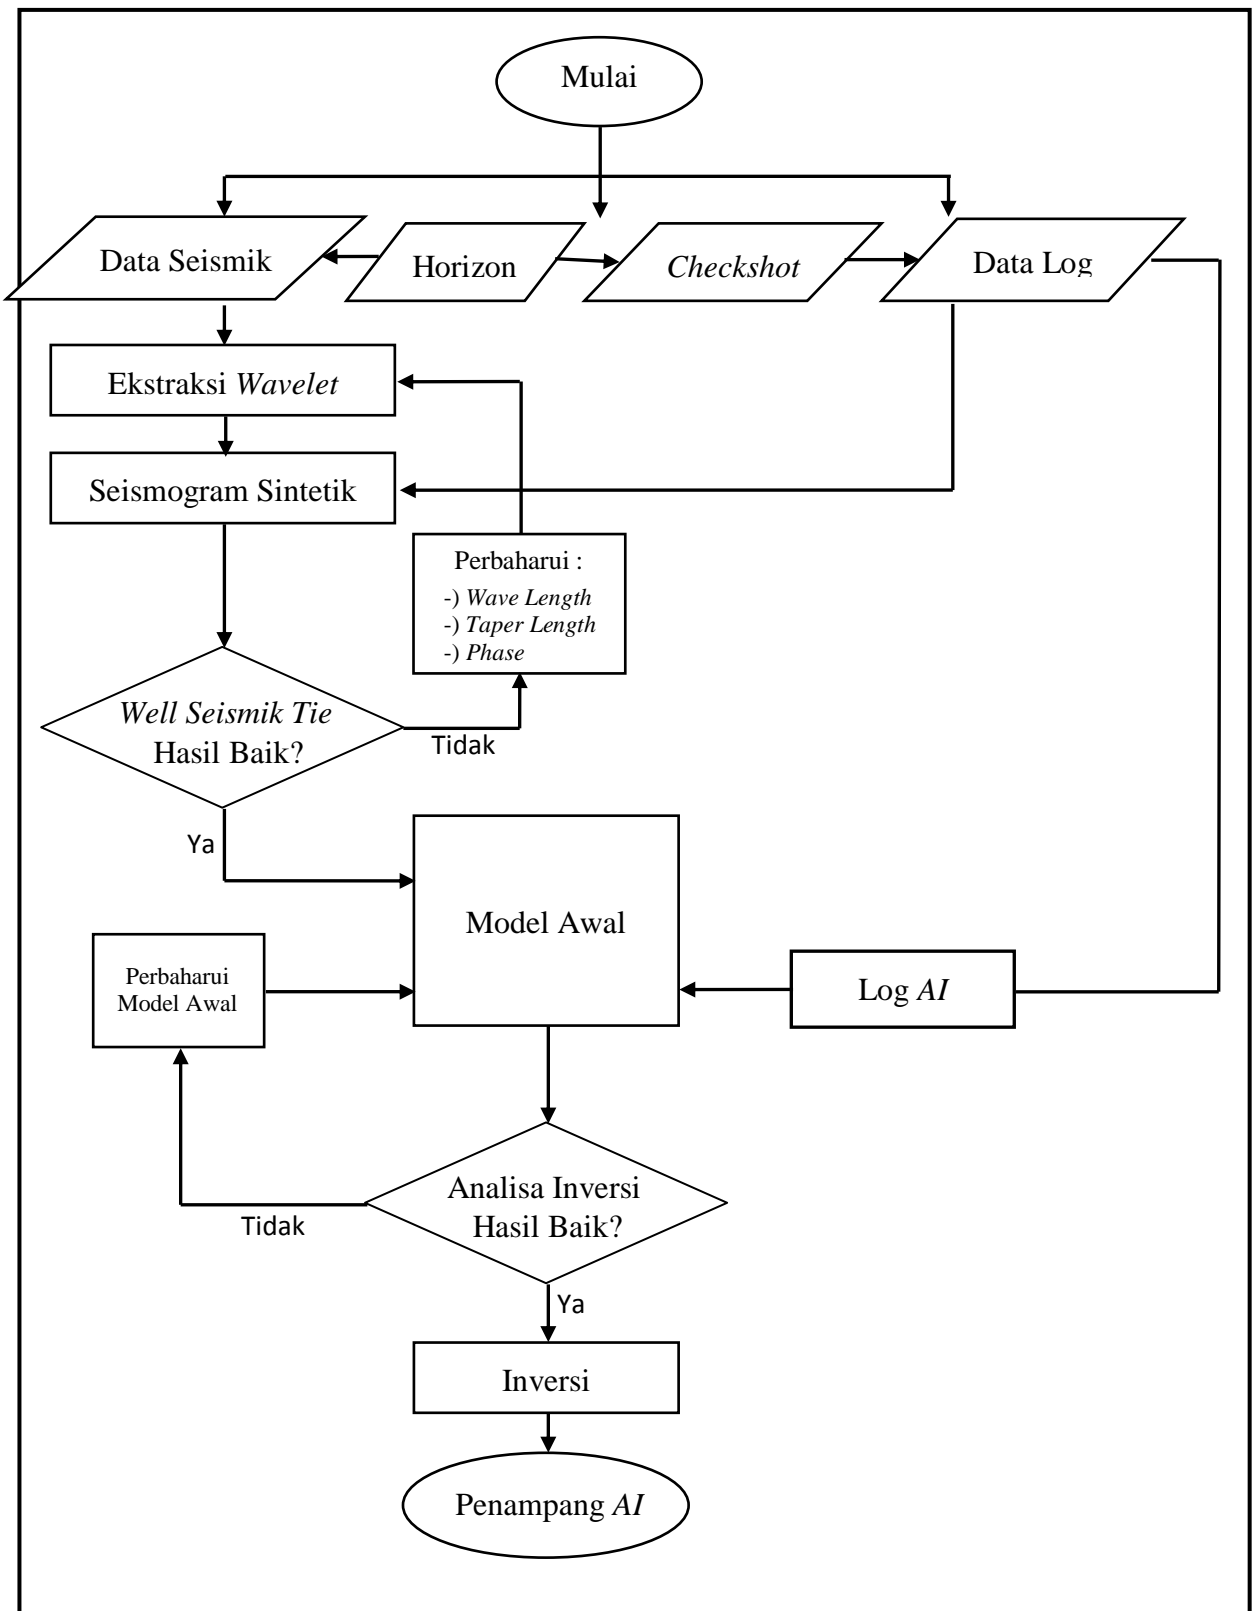 Mulai
Data Seismik
Horizon
Checkshot
Data Log
Ekstraksi Wavelet
Seismogram Sintetik
Perbaharui :
-) Wave Length
-) Taper Length
-) Phase
Well Seismik Tie
Hasil Baik?
Tidak
Ya
Model Awal
Perbaharui
Model Awal
Log AI
Analisa Inversi
Hasil Baik?
Tidak
Ya
Inversi
Penampang AI